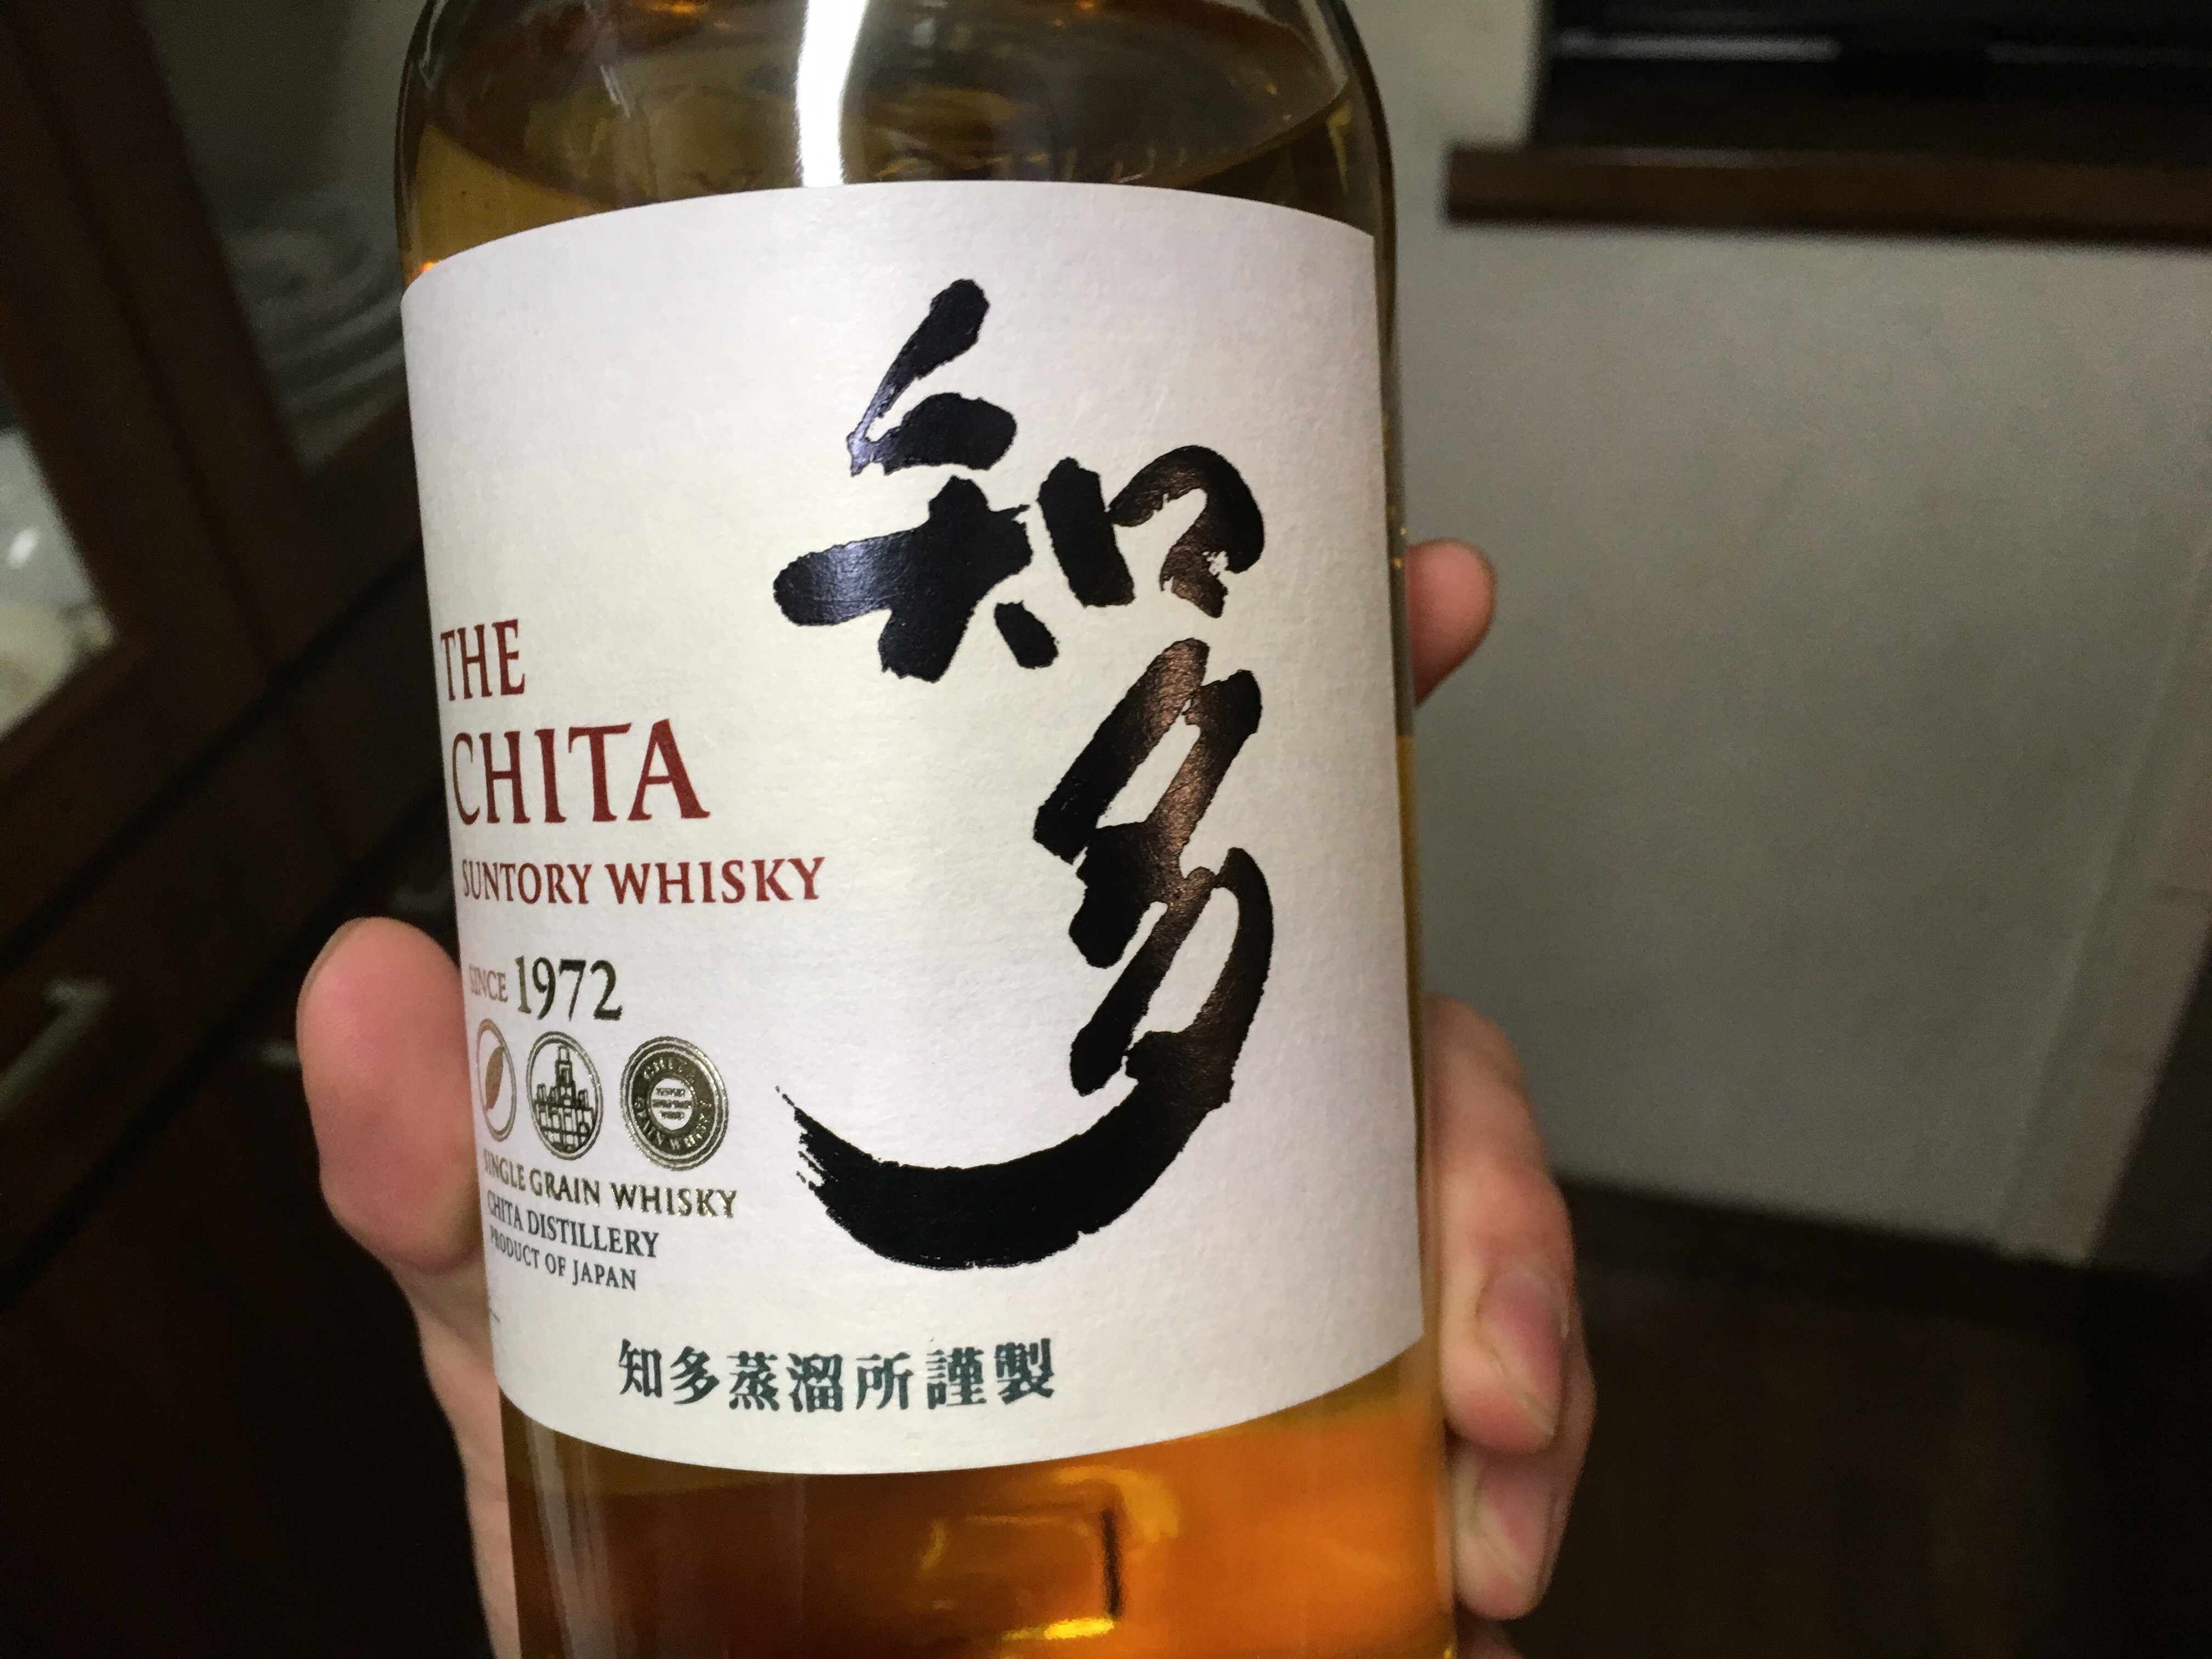 知多
THE
CHITA
SUNTORY WHISKY
SINCE 1972
SINGLE GRAIN WHISKY
CHITA DISTILLERY
PRODUCT OF JAPAN
知多蒸溜所謹製